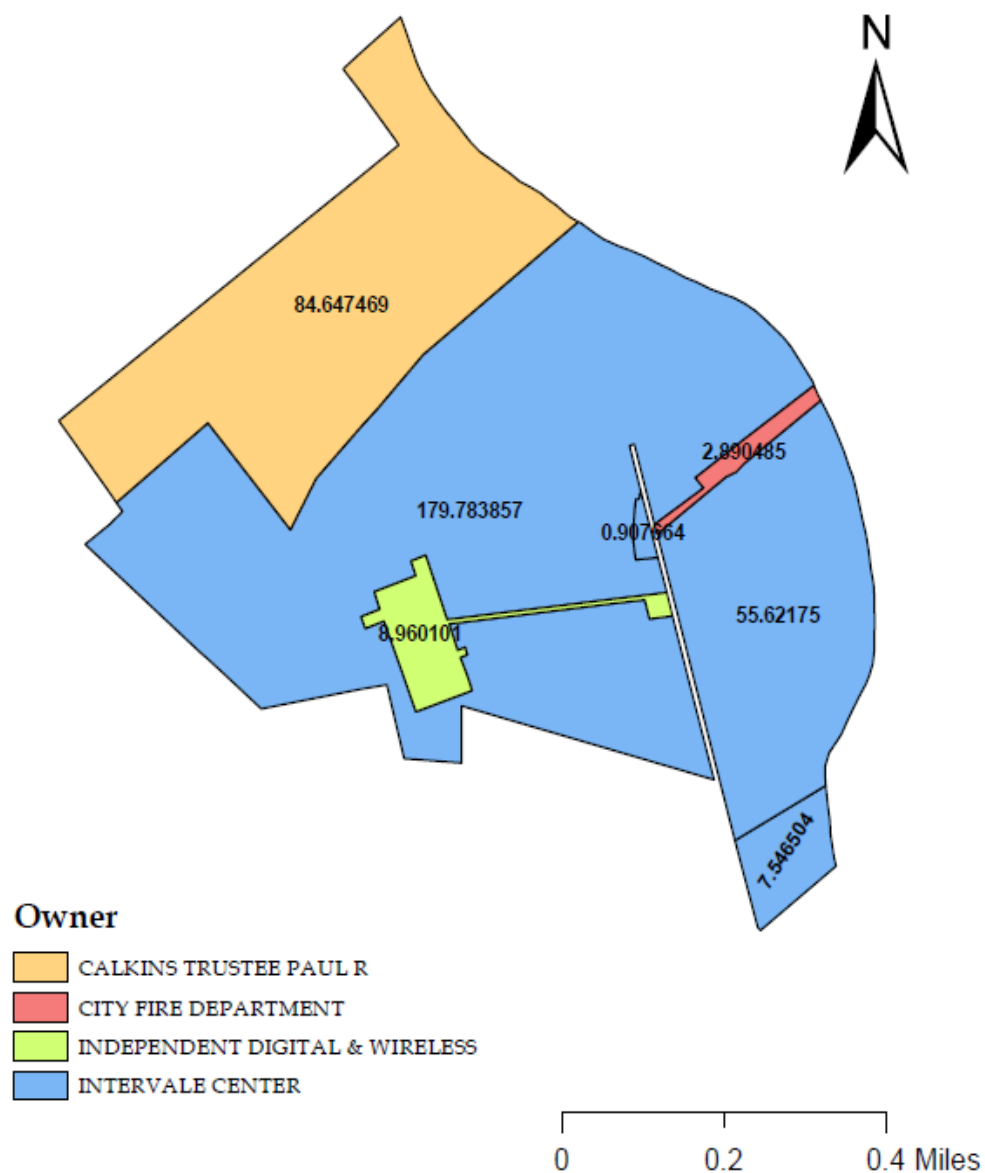 N
84.647469
2.890485
179.783857
0.907664
55.62175
8.960101
7.546504
Owner
CALKINS TRUSTEE PAUL R
CITY FIRE DEPARTMENT
INDEPENDENT DIGITAL & WIRELESS
INTERVALE CENTER
0 0.2 0.4 Miles